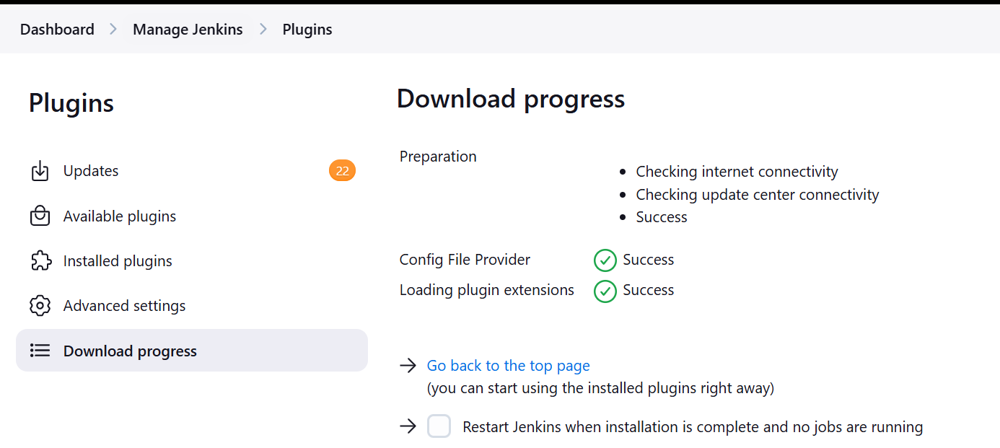 Dashboard > Manage Jenkins > Plugins
Plugins
Updates 22
Available plugins
Installed plugins
Advanced settings
Download progress
Download progress
Preparation
• Checking internet connectivity
• Checking update center connectivity
• Success
Config File Provider Success
Loading plugin extensions Success
→ Go back to the top page
(you can start using the installed plugins right away)
→ Restart Jenkins when installation is complete and no jobs are running